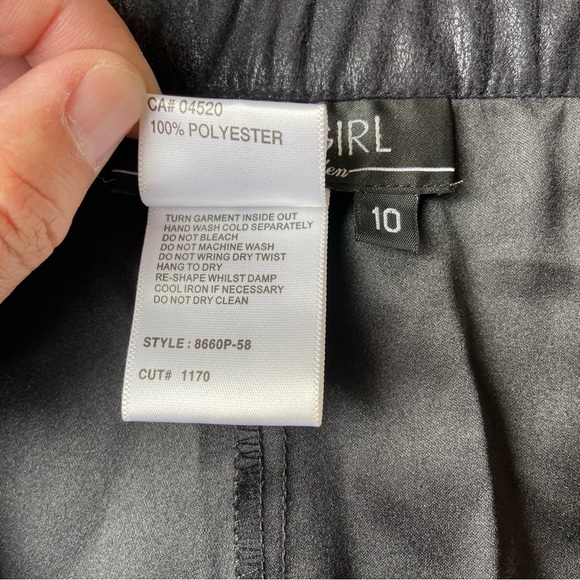 CA# 04520
100% POLYESTER
GIRL
10
TURN GARMENT INSIDE OUT
HAND WASH COLD SEPARATELY
DO NOT BLEACH
DO NOT MACHINE WASH
DO NOT WRING DRY TWIST
HANG TO DRY
RE-SHAPE WHILST DAMP
COOL IRON IF NECESSARY
DO NOT DRY CLEAN
STYLE : 8660P-58
CUT# 1170